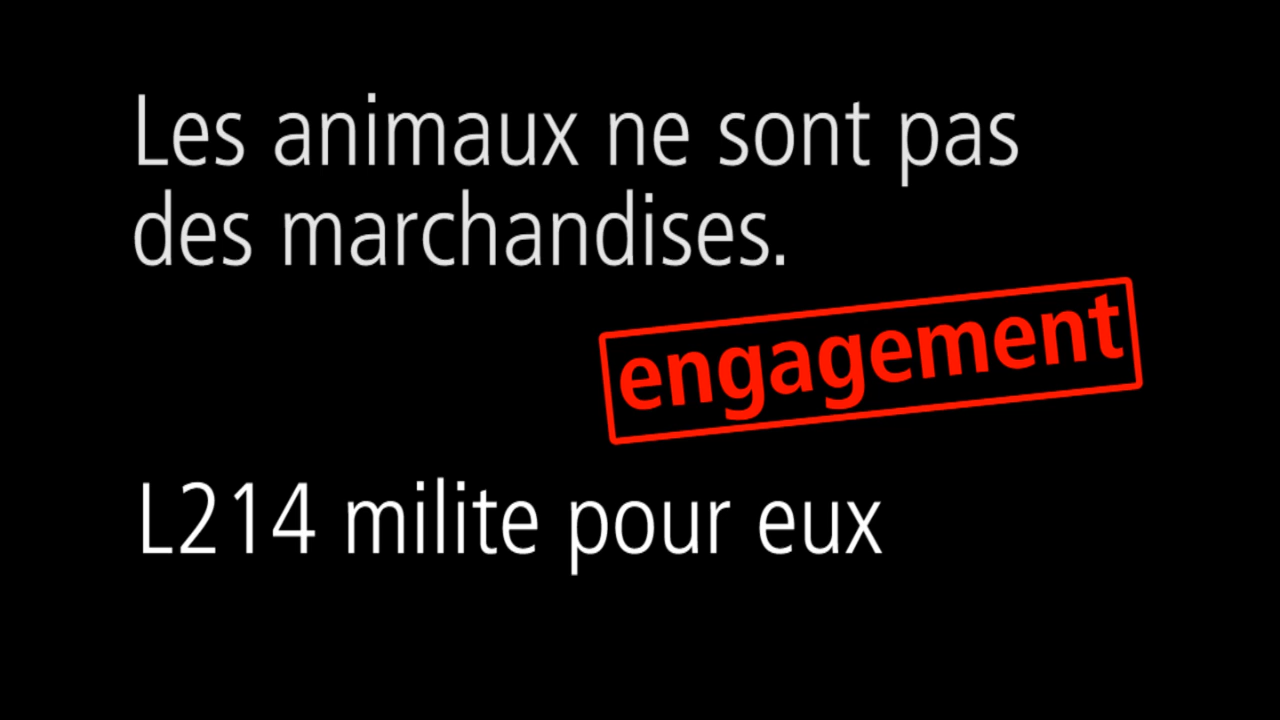 Les animaux ne sont pas
des marchandises.
engagement
L214 milite pour eux